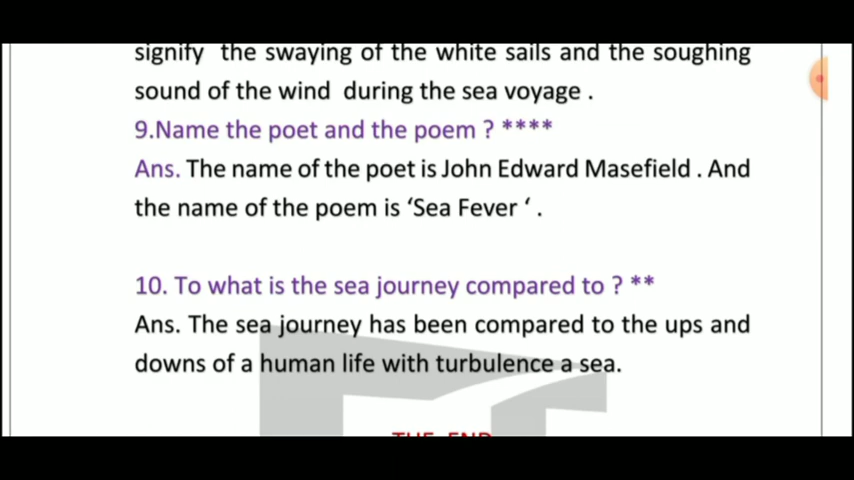 signify the swaying of the white sails and the soughing
sound of the wind during the sea voyage .
9.Name the poet and the poem ? ****
Ans. The name of the poet is John Edward Masefield . And
the name of the poem is ‘Sea Fever ‘ .
10. To what is the sea journey compared to ? **
Ans. The sea journey has been compared to the ups and
downs of a human life with turbulence a sea.
THE END